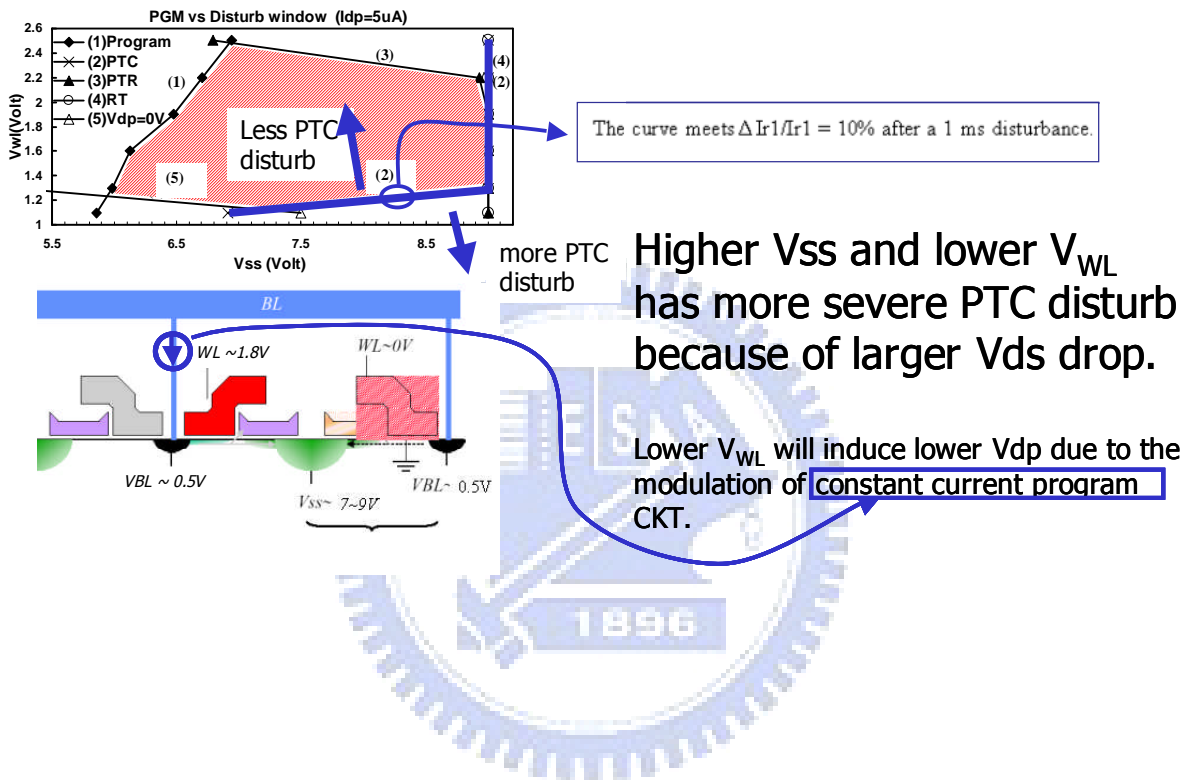 PGM vs Disturb window (Idp=5uA)
2.6
2.4
2.2
2
1.8
1.6
1.4
1.2
1
Vwl(Volt)
(1)Program
(2)PTC
(3)PTR
(4)RT
(5)Vdp=0V
(1)
(3)
(4)
(2)
(5)
(2)
Less PTC
disturb
5.5
6.5
7.5
8.5
Vss (Volt)
more PTC
disturb
The curve meets ΔIr1/Ir1 = 10% after a 1 ms disturbance.
Higher Vss and lower V_WL
has more severe PTC disturb
because of larger Vds drop.
Lower V_WL will induce lower Vdp due to the
modulation of constant current program
CKT.
BL
WL ~1.8V
WL~0V
VBL ~ 0.5V
Vss~ 7~9V
VBL~ 0.5V
1896